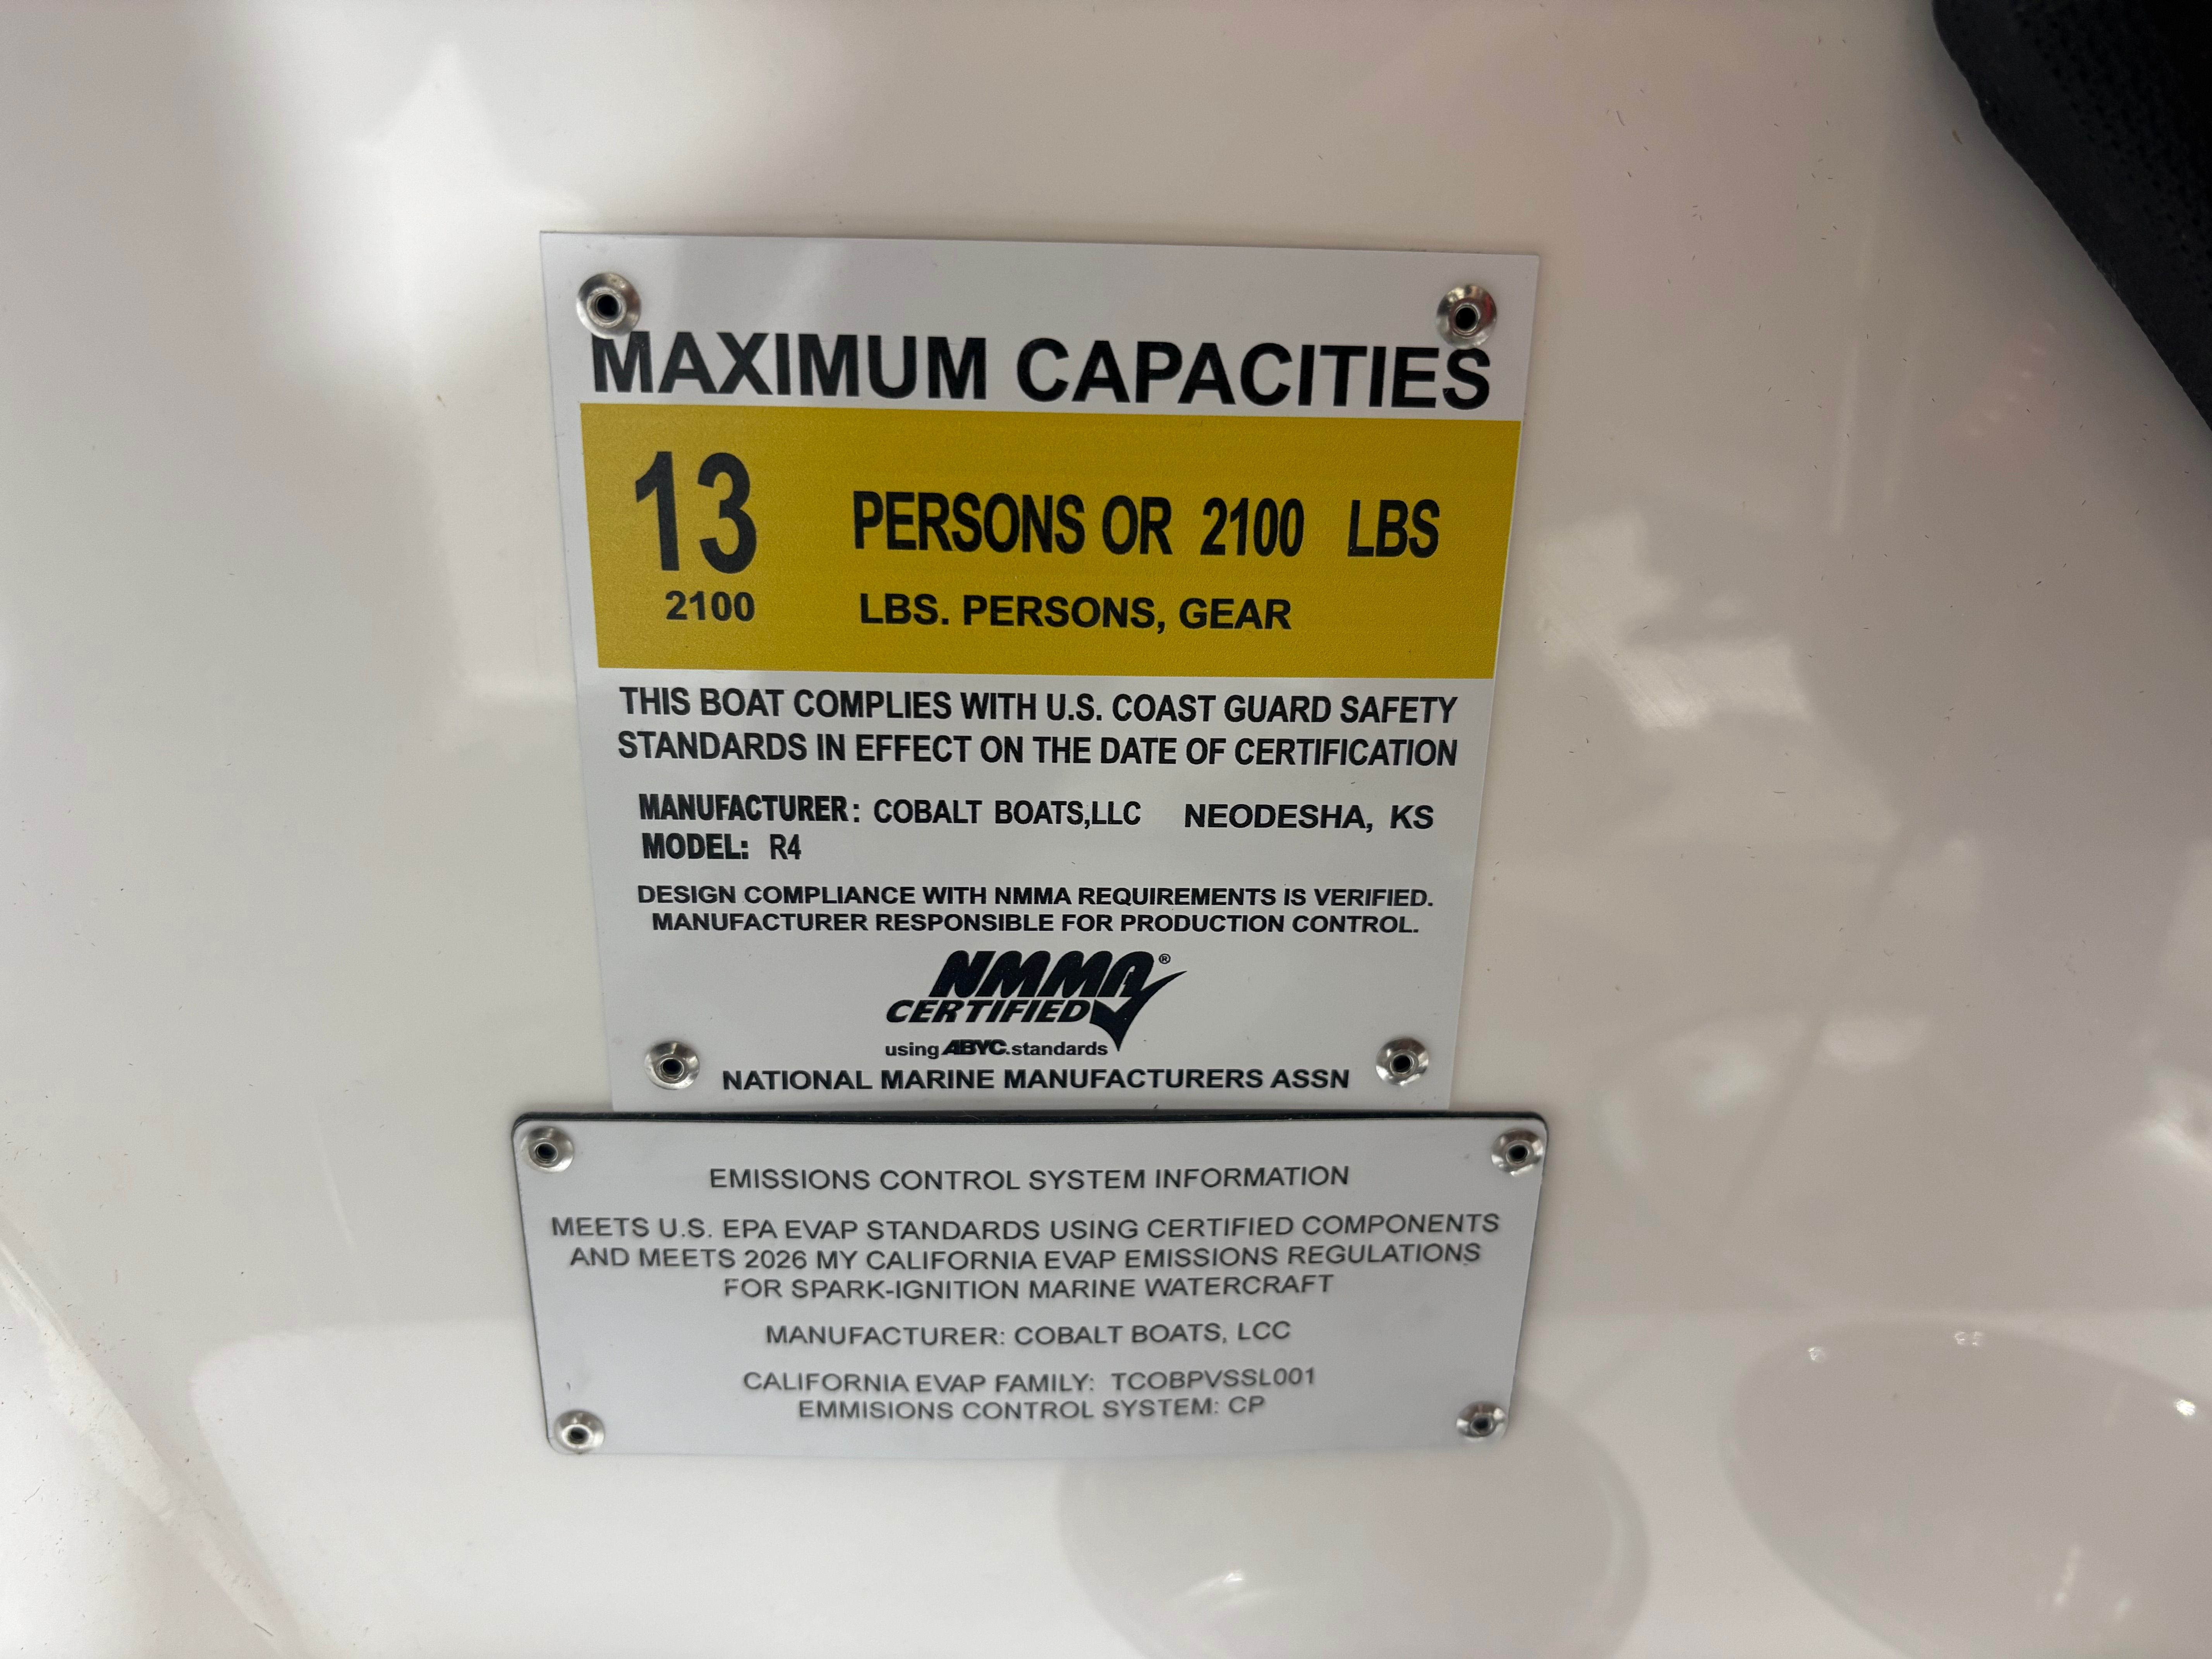 MAXIMUM CAPACITIES
13 PERSONS OR 2100 LBS
2100 LBS. PERSONS, GEAR
THIS BOAT COMPLIES WITH U.S. COAST GUARD SAFETY
STANDARDS IN EFFECT ON THE DATE OF CERTIFICATION
MANUFACTURER: COBALT BOATS,LLC NEODESHA, KS
MODEL: R4
DESIGN COMPLIANCE WITH NMMA REQUIREMENTS IS VERIFIED.
MANUFACTURER RESPONSIBLE FOR PRODUCTION CONTROL.
NMMA®
CERTIFIED
using ABYC.standards
NATIONAL MARINE MANUFACTURERS ASSN
EMISSIONS CONTROL SYSTEM INFORMATION
MEETS U.S. EPA EVAP STANDARDS USING CERTIFIED COMPONENTS
AND MEETS 2026 MY CALIFORNIA EVAP EMISSIONS REGULATIONS
FOR SPARK-IGNITION MARINE WATERCRAFT
MANUFACTURER: COBALT BOATS, LCC
CALIFORNIA EVAP FAMILY: TCOBPVSSL001
EMMISIONS CONTROL SYSTEM: CP